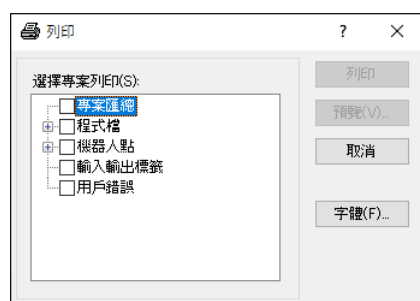 列印
?
×
選擇專案列印(S):
專案匯總
程式檔
機器人點
輸入輸出標籤
用戶錯誤
列印
預覽(V)...
取消
字體(F)...